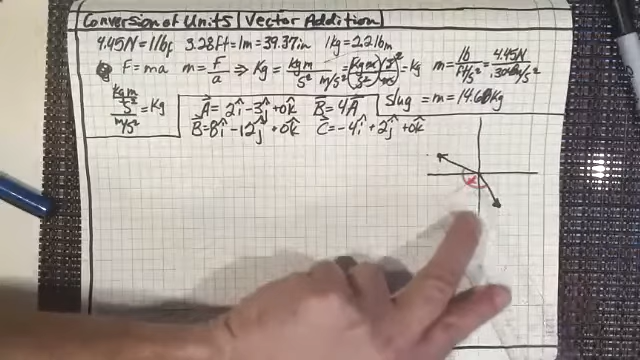 Conversion of Units | Vector Addition
4.45N = 1lbf 3.28ft = 1m = 39.37in 1kg = 2.2lbm
F = ma m = F/a ⇒ Kg = kg m/s² / m/s² = kg m = lb/ft/s² = 4.45N/
kg m/s² / m/s² = Kg
A⃗ = 2î - 3ĵ + 0k̂ B⃗ = 4A⃗ slug = m = 14.60kg
B⃗ = 8î - 12ĵ + 0k̂ C⃗ = -4î + 2ĵ + 0k̂